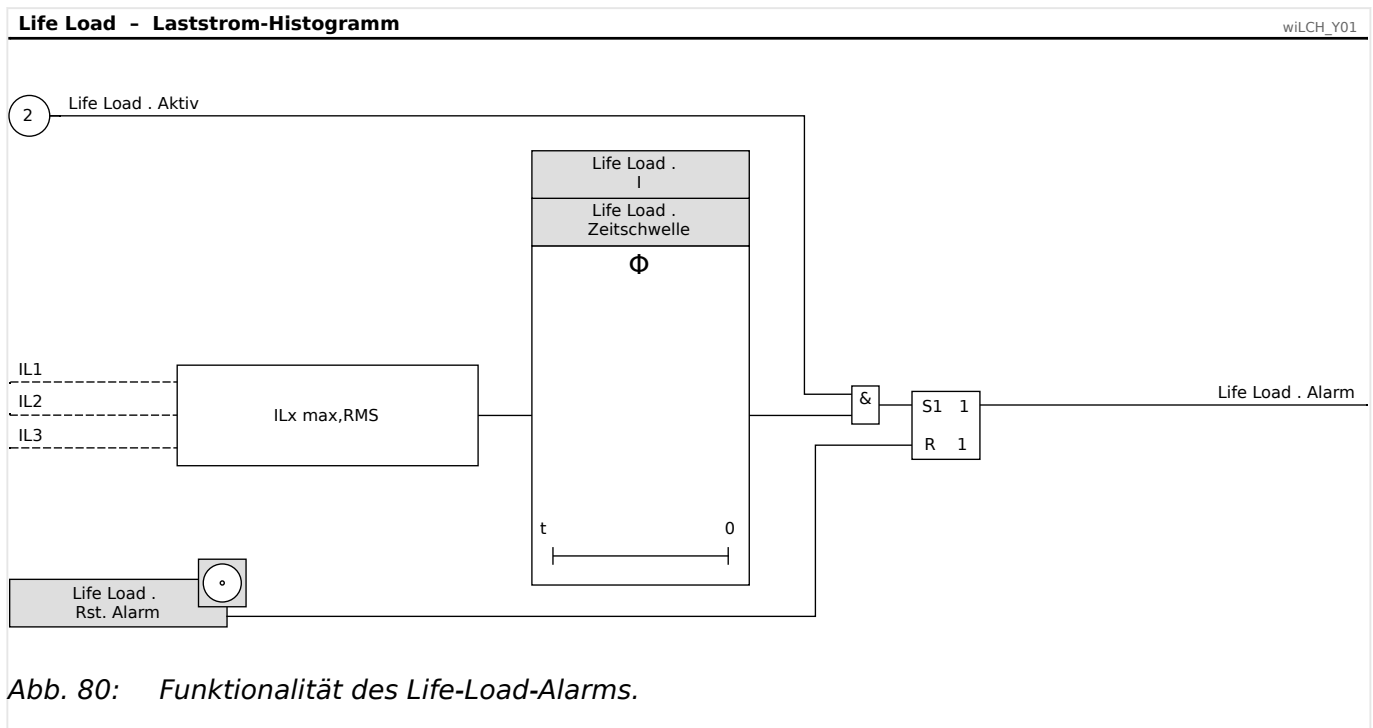 Life Load – Laststrom-Histogramm
wiLCH_Y01
2
Life Load . Aktiv
Life Load .
I
Life Load .
Zeitschwelle
Φ
IL1
IL2
IL3
ILx max,RMS
&
S1 1
R 1
Life Load . Alarm
t 0
Life Load .
Rst. Alarm
Abb. 80: Funktionalität des Life-Load-Alarms.